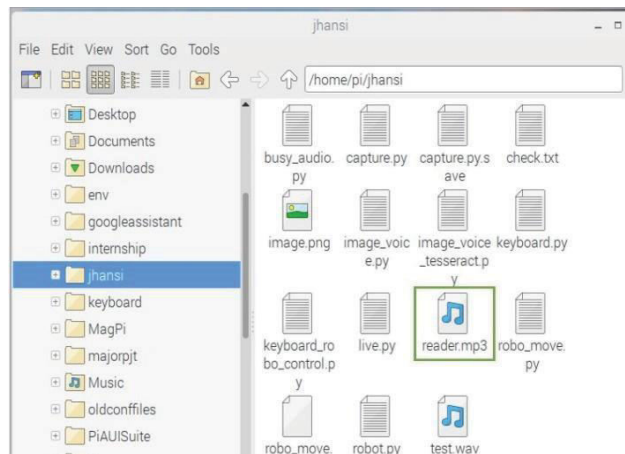 jhansi
File Edit View Sort Go Tools
/home/pi/jhansi
Desktop
Documents
Downloads
env
googleassistant
internship
jhansi
keyboard
MagPi
majorpjt
Music
oldconffiles
PiAUISuite
busy_audio. capture.py capture.py.s check.txt
py ave
image.png image_voic image_voice keyboard.py
e.py _tesseract.p
y
keyboard_ro live.py reader.mp3 robo_move.
bo_control.p py
y
robo_move. robot.py test.wav